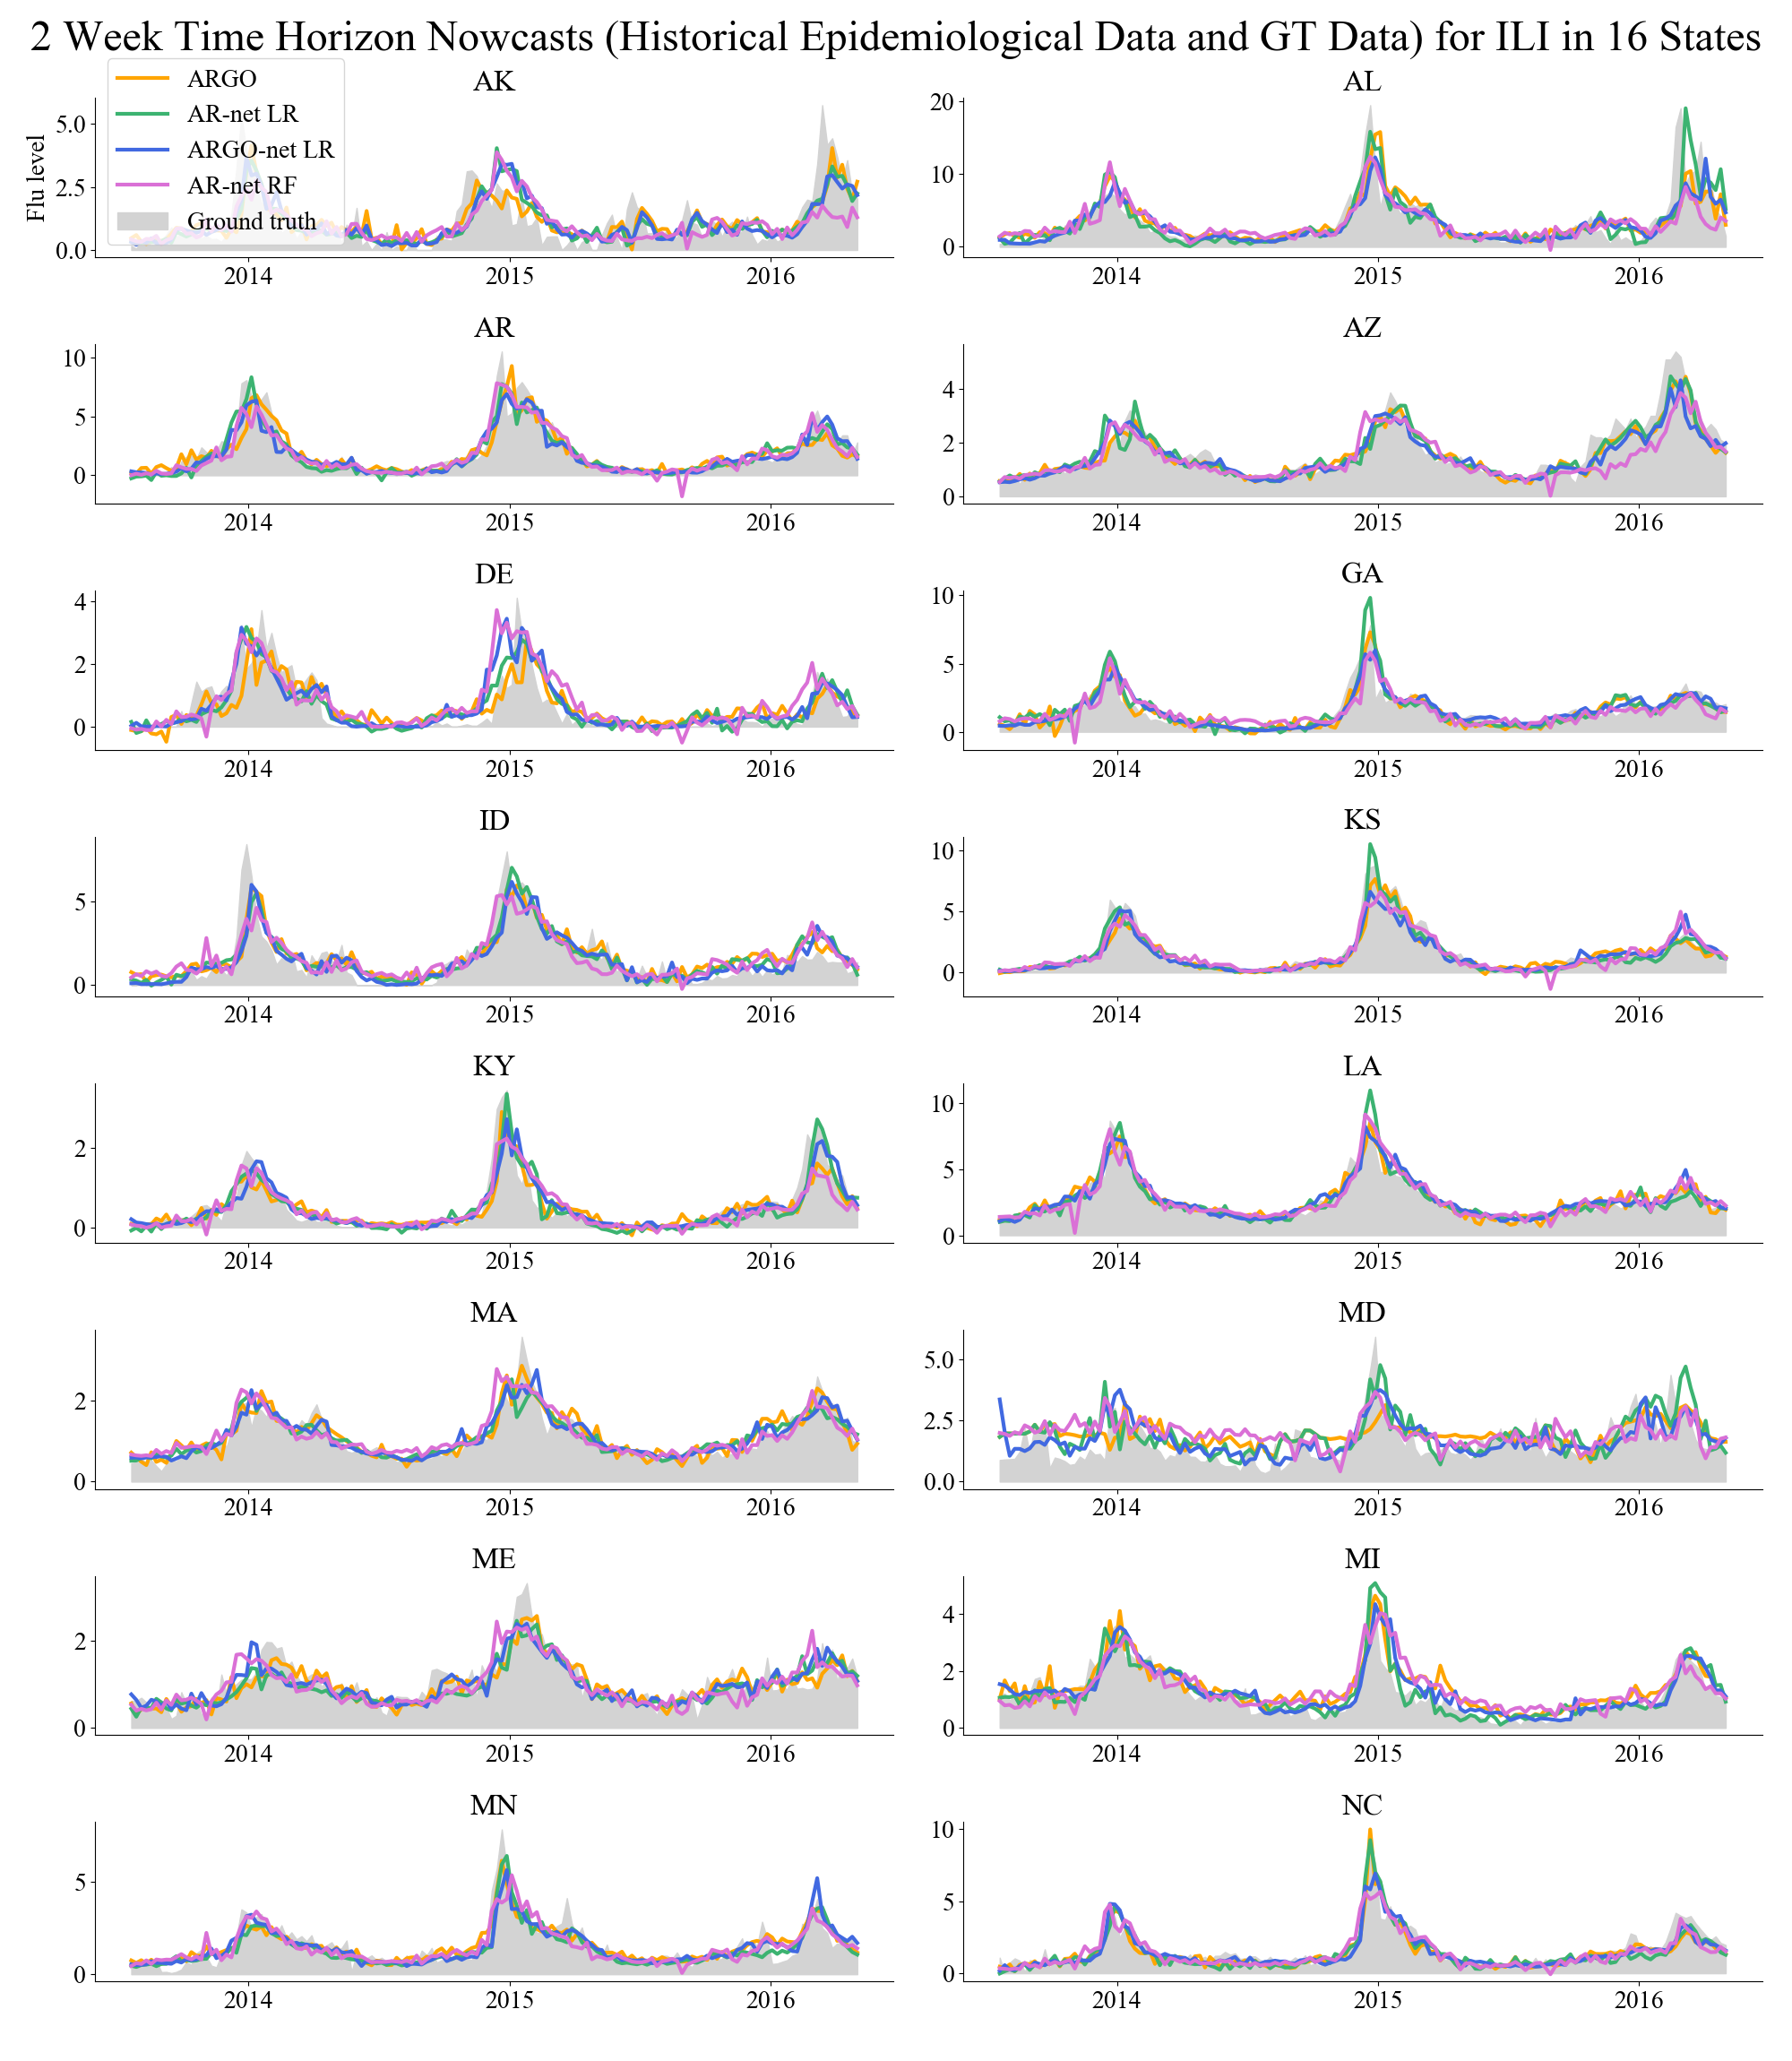 2 Week Time Horizon Nowcasts (Historical Epidemiological Data and GT Data) for ILI in 16 States
ARGO
AR-net LR
ARGO-net LR
AR-net RF
Ground truth
AK
Flu level
5.0
2.5
0.0
2014 2015 2016
AL
20
10
0
2014 2015 2016
AR
10
5
0
2014 2015 2016
AZ
4
2
0
2014 2015 2016
DE
4
2
0
2014 2015 2016
GA
10
5
0
2014 2015 2016
ID
5
0
2014 2015 2016
KS
10
5
0
2014 2015 2016
KY
2
0
2014 2015 2016
LA
10
5
0
2014 2015 2016
MA
2
0
2014 2015 2016
MD
5.0
2.5
0.0
2014 2015 2016
ME
2
0
2014 2015 2016
MI
4
2
0
2014 2015 2016
MN
5
0
2014 2015 2016
NC
10
5
0
2014 2015 2016